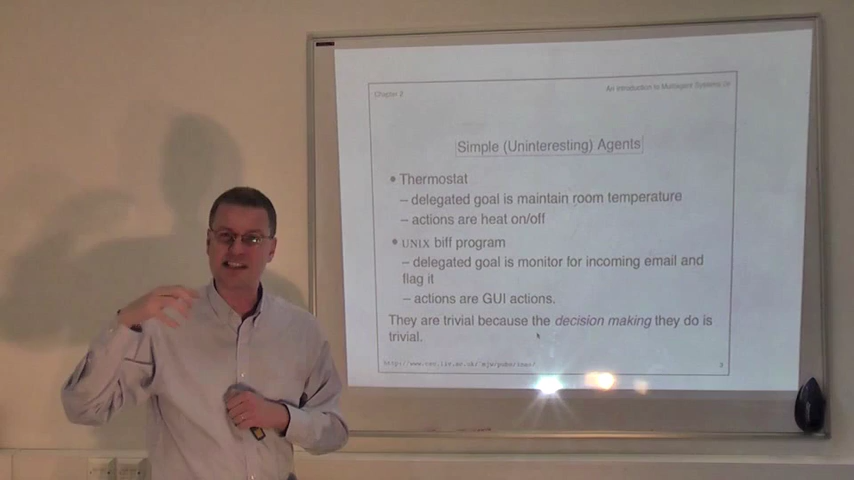 Chapter 2
An Introduction to Multiagent Systems
Simple (Uninteresting) Agents
• Thermostat
– delegated goal is maintain room temperature
– actions are heat on/off
• UNIX biff program
– delegated goal is monitor for incoming email and
flag it
– actions are GUI actions.
They are trivial because the decision making they do is
trivial.
3